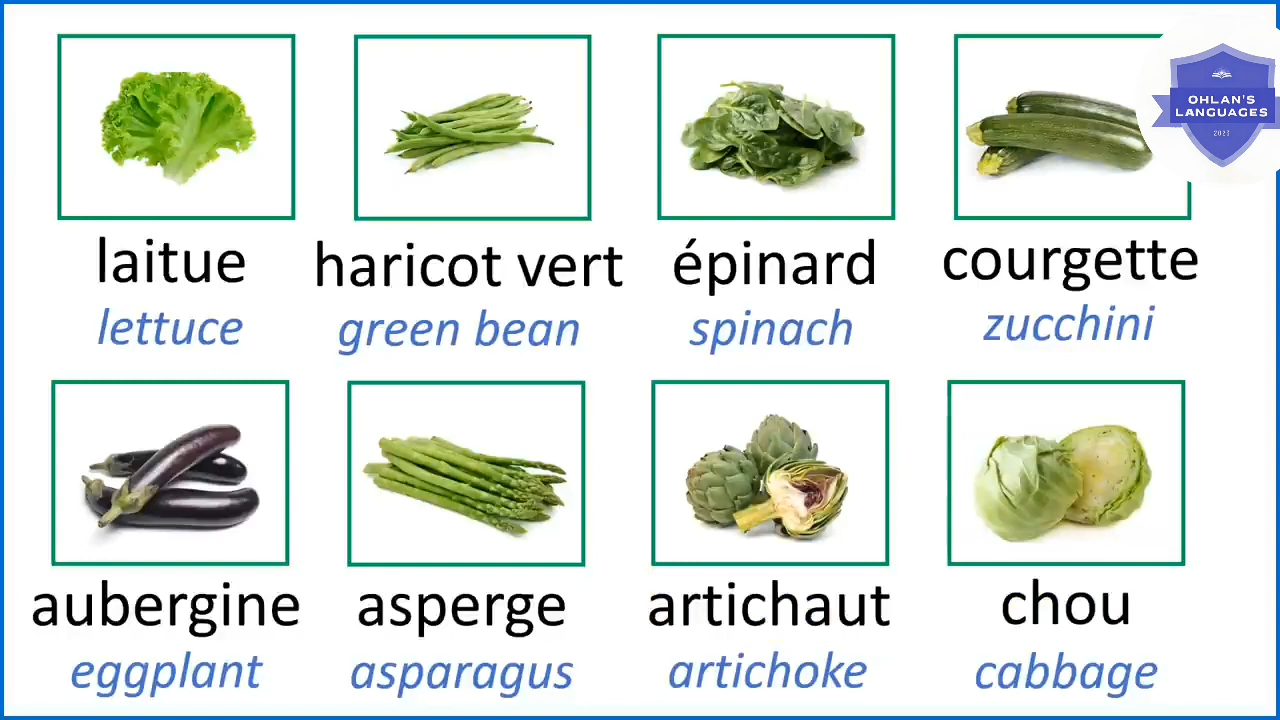 OHLAN'S
LANGUAGES
2023
laitue
haricot vert
épinard
courgette
lettuce
green bean
spinach
zucchini
aubergine
asperge
artichaut
chou
eggplant
asparagus
artichoke
cabbage